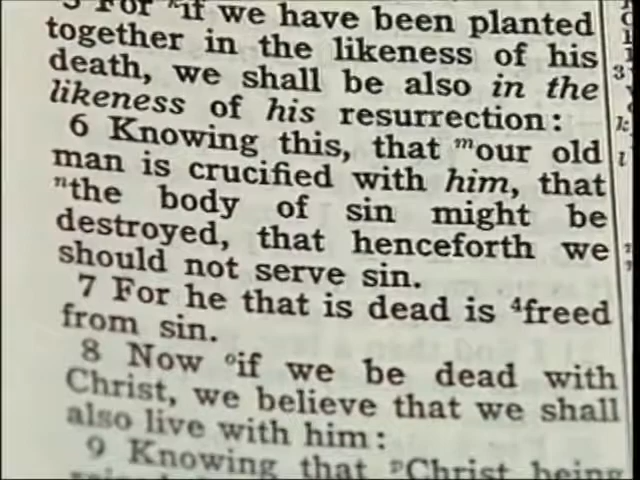 5 For ᵏif we have been planted
together in the likeness of his
death, we shall be also in the
likeness of his resurrection:
6 Knowing this, that ᵐour old
man is crucified with him, that
ⁿthe body of sin might be
destroyed, that henceforth we
should not serve sin.
7 For he that is dead is ⁴freed
from sin.
8 Now ᵒif we be dead with
Christ, we believe that we shall
also live with him:
9 Knowing that ᵖChrist being